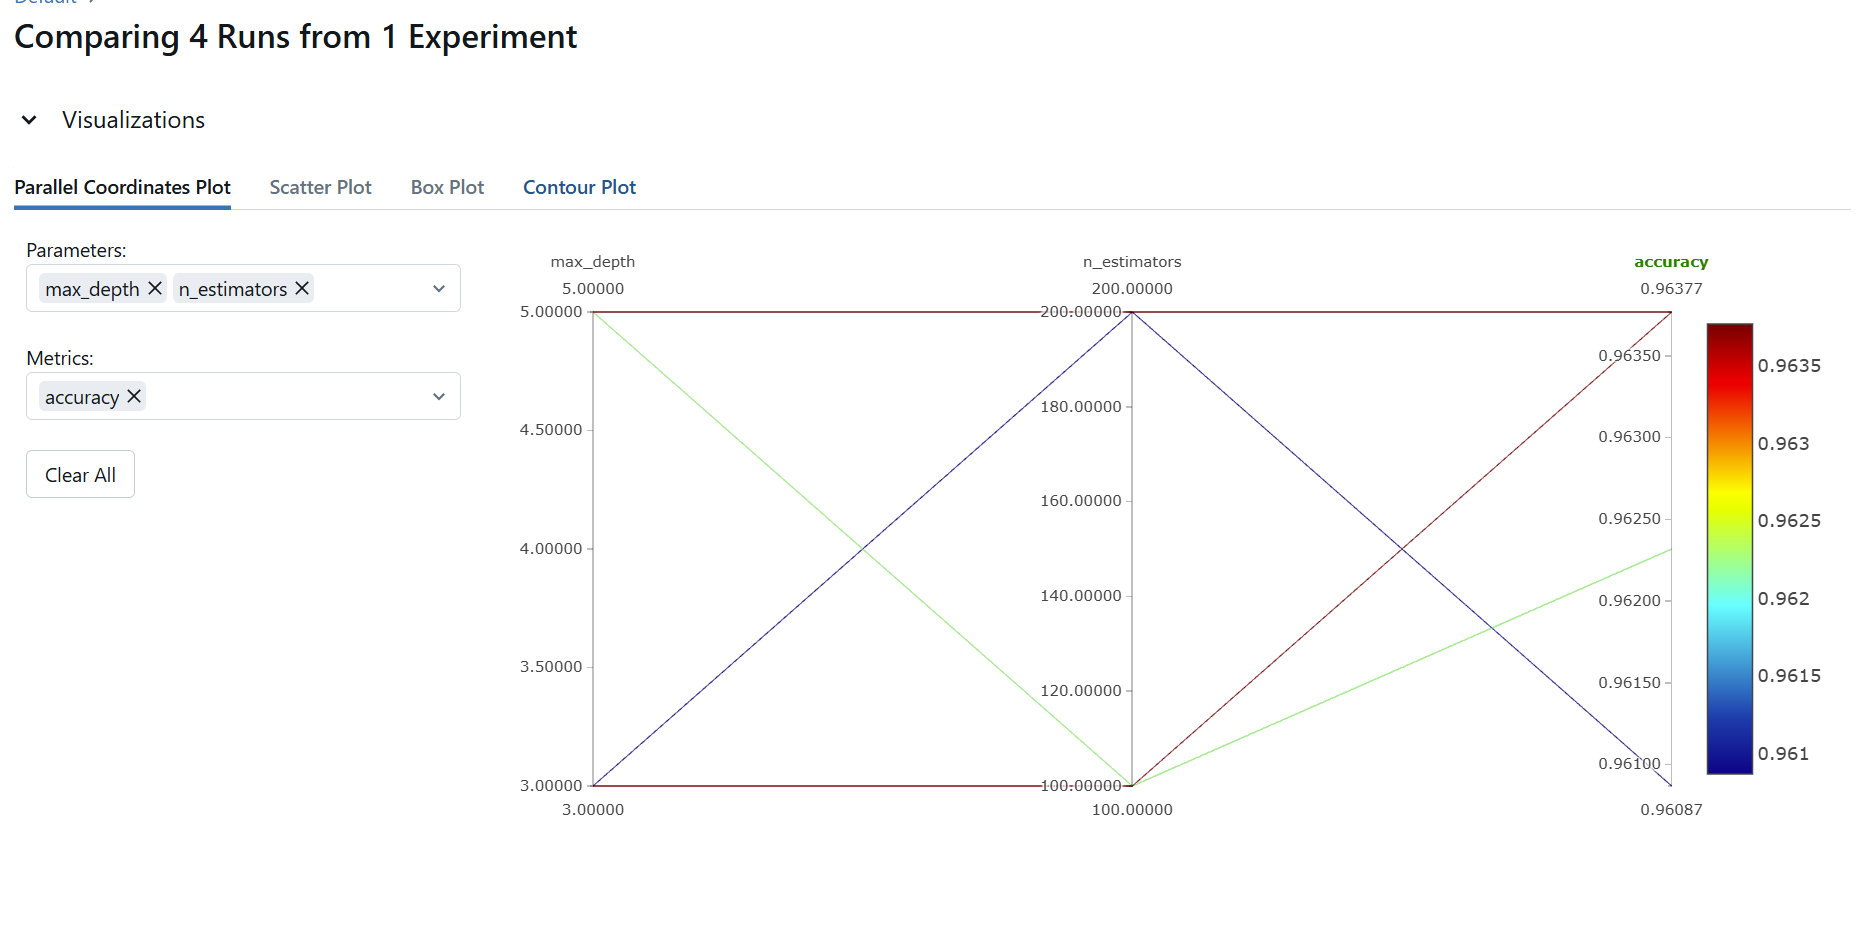 Default >
Comparing 4 Runs from 1 Experiment
Visualizations
Parallel Coordinates Plot Scatter Plot Box Plot Contour Plot
Parameters:
max_depth n_estimators
Metrics:
accuracy
Clear All
max_depth n_estimators accuracy
5.00000 200.00000 0.96377
5.00000 200.00000
0.96350 0.9635
180.00000
4.50000 0.96300 0.963
160.00000
0.96250 0.9625
4.00000
140.00000 0.96200 0.962
3.50000 0.96150 0.9615
120.00000
0.96100 0.961
3.00000 100.00000
3.00000 100.00000 0.96087